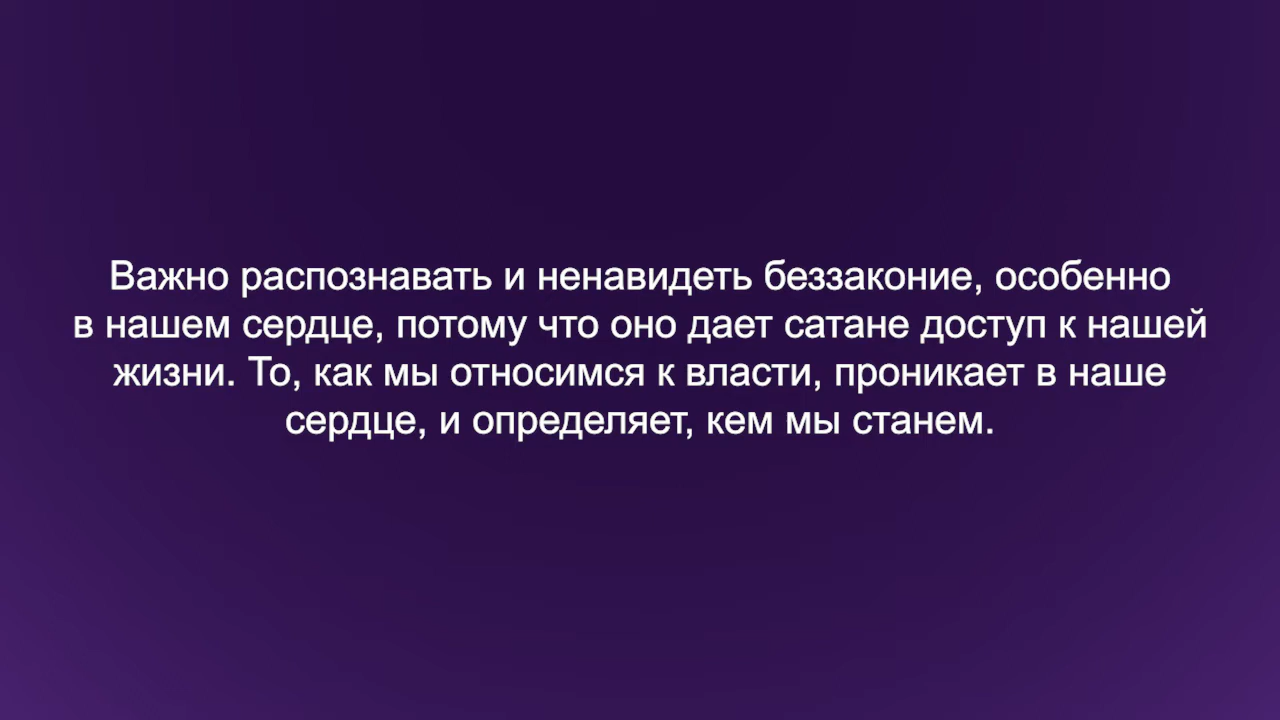 Важно распознавать и ненавидеть беззаконие, особенно
в нашем сердце, потому что оно дает сатане доступ к нашей
жизни. То, как мы относимся к власти, проникает в наше
сердце, и определяет, кем мы станем.